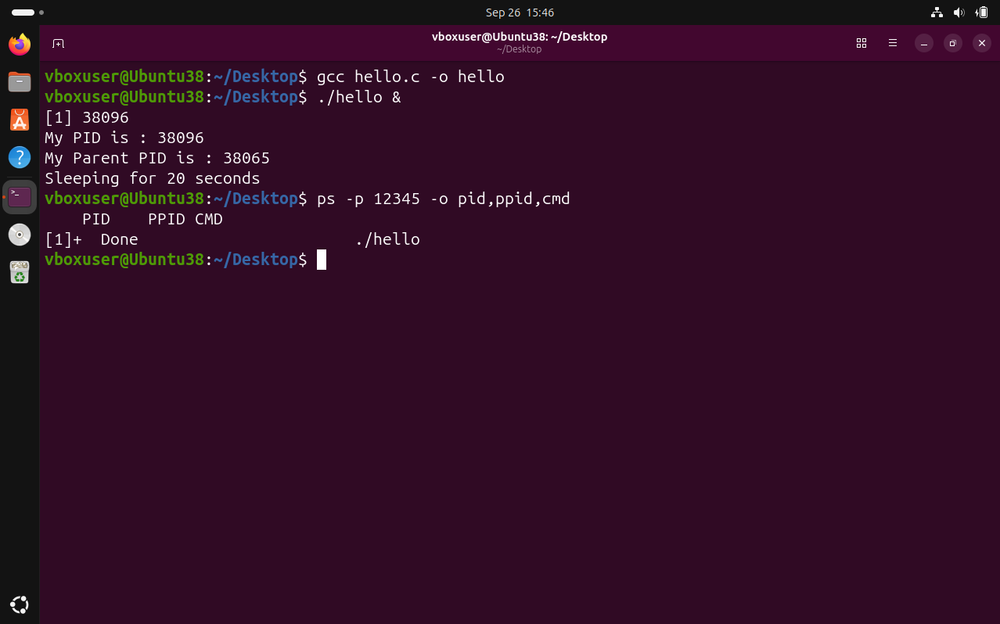 Sep 26 15:46
vboxuser@Ubuntu38: ~/Desktop
~/Desktop
vboxuser@Ubuntu38:~/Desktop$ gcc hello.c -o hello
vboxuser@Ubuntu38:~/Desktop$ ./hello &
[1] 38096
My PID is : 38096
My Parent PID is : 38065
Sleeping for 20 seconds
vboxuser@Ubuntu38:~/Desktop$ ps -p 12345 -o pid,ppid,cmd
    PID    PPID CMD
[1]+  Done                       ./hello
vboxuser@Ubuntu38:~/Desktop$